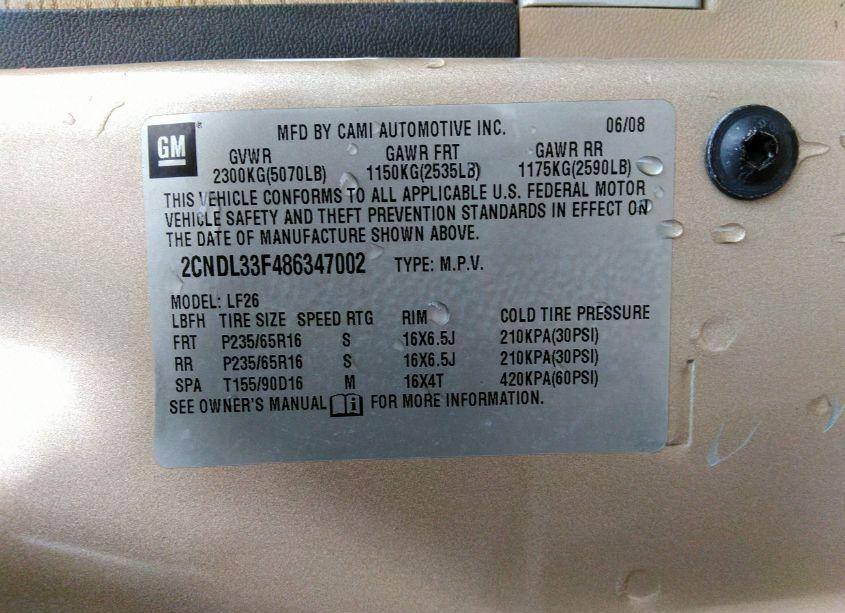 GM ® MFD BY CAMI AUTOMOTIVE INC. 06/08
GVWR GAWR FRT GAWR RR
2300KG(5070LB) 1150KG(2535LB) 1175KG(2590LB)
THIS VEHICLE CONFORMS TO ALL APPLICABLE U.S. FEDERAL MOTOR
VEHICLE SAFETY AND THEFT PREVENTION STANDARDS IN EFFECT ON
THE DATE OF MANUFACTURE SHOWN ABOVE.
2CNDL33F486347002 TYPE: M.P.V.
MODEL: LF26
LBFH TIRE SIZE SPEED RTG RIM COLD TIRE PRESSURE
FRT P235/65R16 S 16X6.5J 210KPA(30PSI)
RR P235/65R16 S 16X6.5J 210KPA(30PSI)
SPA T155/90D16 M 16X4T 420KPA(60PSI)
SEE OWNER'S MANUAL i FOR MORE INFORMATION.